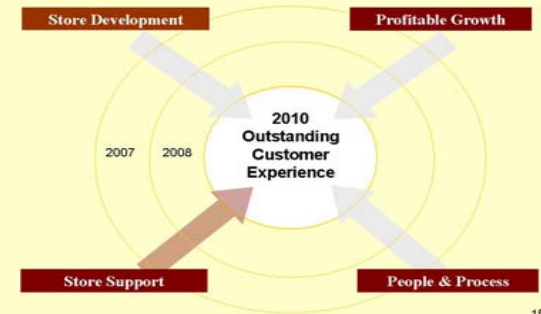 Store Development
Profitable Growth
2010
Outstanding
Customer
Experience
2007
2008
Store Support
People & Process